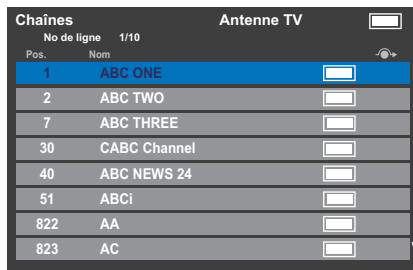 Chaînes Antenne TV
No de ligne 1/10
Pos. Nom
1 ABC ONE
2 ABC TWO
7 ABC THREE
30 CABC Channel
40 ABC NEWS 24
51 ABCi
822 AA
823 AC